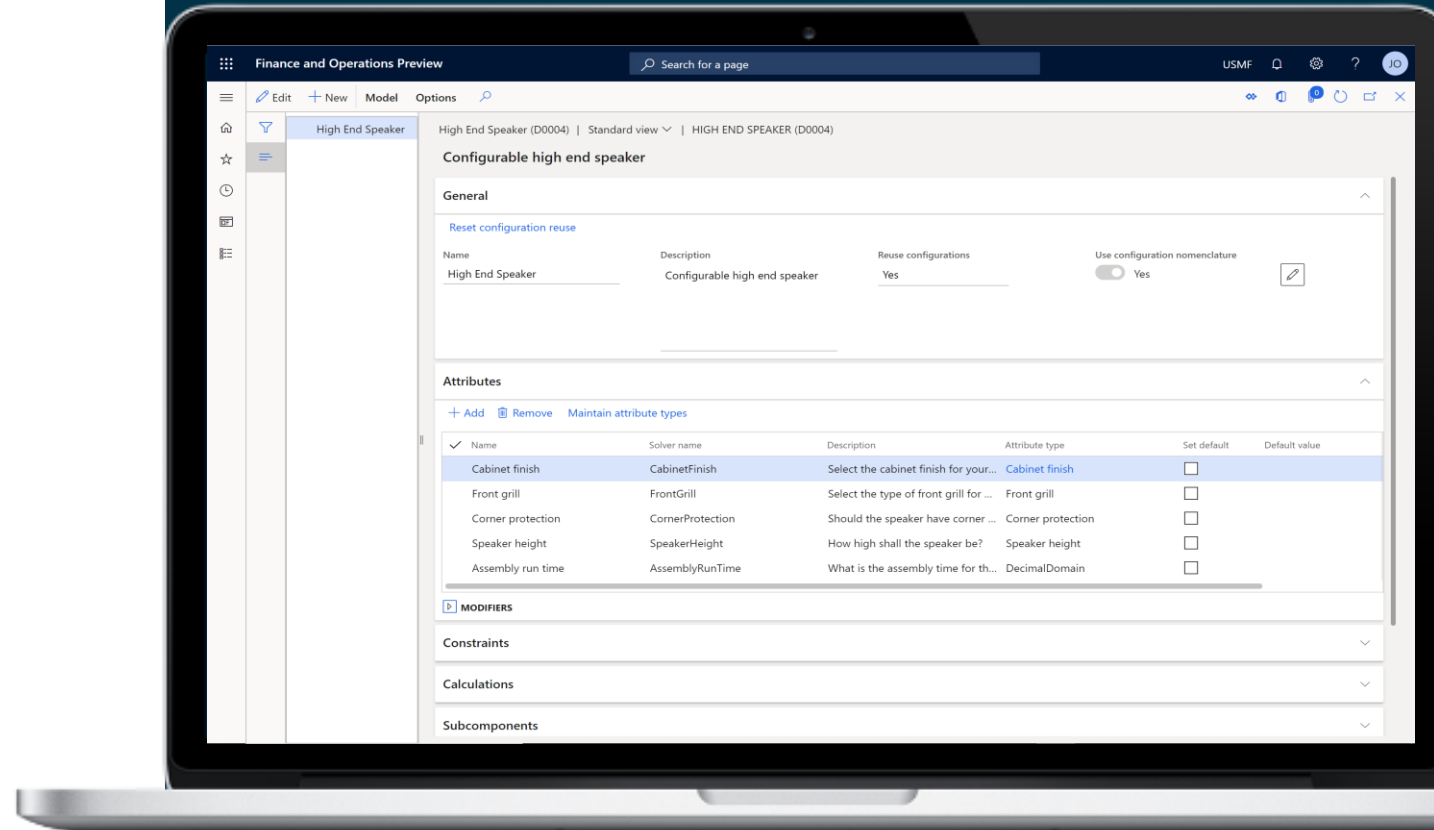 Finance and Operations Preview
Search for a page
USMF
?
JO
Edit
New
Model
Options
0
High End Speaker
High End Speaker (D0004) | Standard view | HIGH END SPEAKER (D0004)
Configurable high end speaker
General
Reset configuration reuse
Name
Description
Reuse configurations
Use configuration nomenclature
High End Speaker
Configurable high end speaker
Yes
Yes
Attributes
Add
Remove
Maintain attribute types
Name Solver name Description Attribute type Set default Default value
Cabinet finish CabinetFinish Select the cabinet finish for your... Cabinet finish
Front grill FrontGrill Select the type of front grill for ... Front grill
Corner protection CornerProtection Should the speaker have corner ... Corner protection
Speaker height SpeakerHeight How high shall the speaker be? Speaker height
Assembly run time AssemblyRunTime What is the assembly time for th... DecimalDomain
MODIFIERS
Constraints
Calculations
Subcomponents